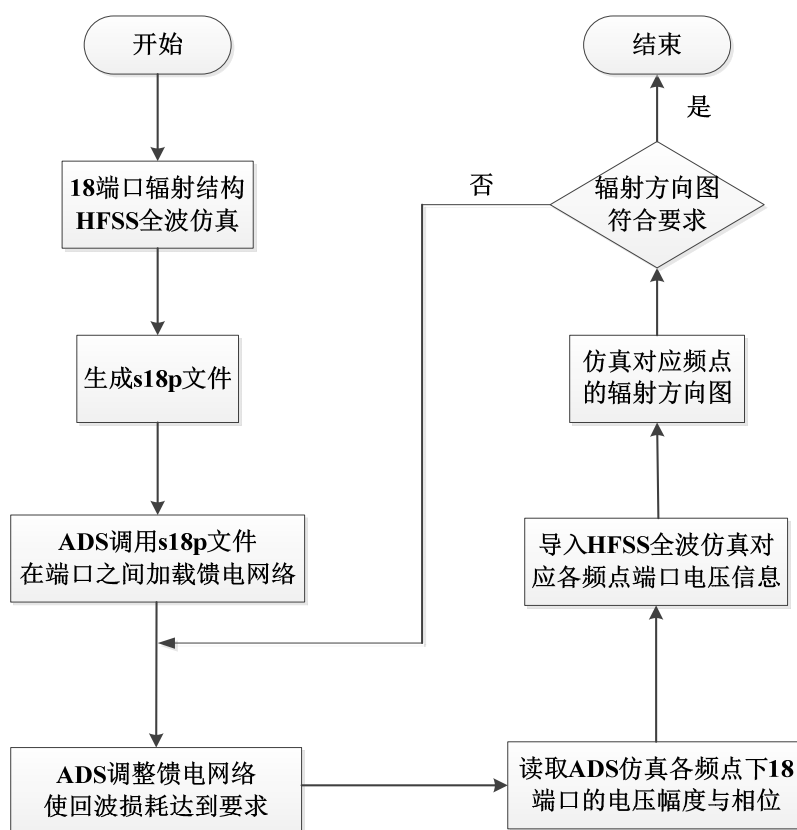 开始
18端口辐射结构
HFSS全波仿真
生成s18p文件
ADS调用s18p文件
在端口之间加载馈电网络
ADS调整馈电网络
使回波损耗达到要求
读取ADS仿真各频点下18
端口的电压幅度与相位
导入HFSS全波仿真对
应各频点端口电压信息
仿真对应频点
的辐射方向图
辐射方向图
符合要求
否
是
结束